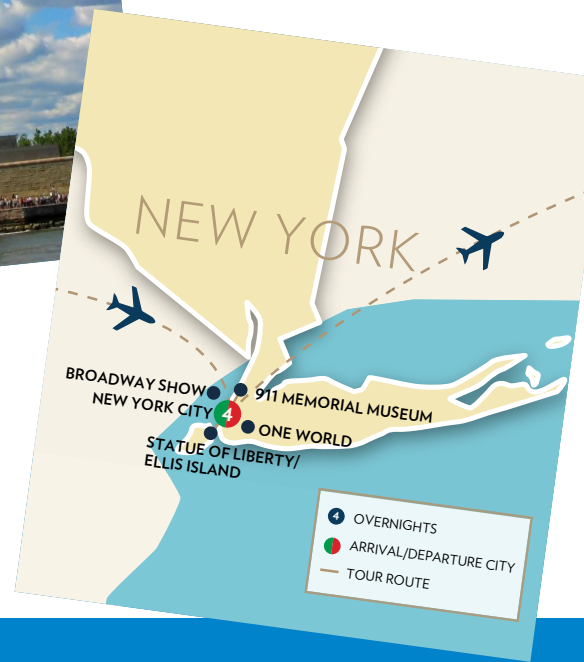 NEW YORK
BROADWAY SHOW
911 MEMORIAL MUSEUM
NEW YORK CITY
4
ONE WORLD
STATUE OF LIBERTY/
ELLIS ISLAND
4 OVERNIGHTS
ARRIVAL/DEPARTURE CITY
TOUR ROUTE